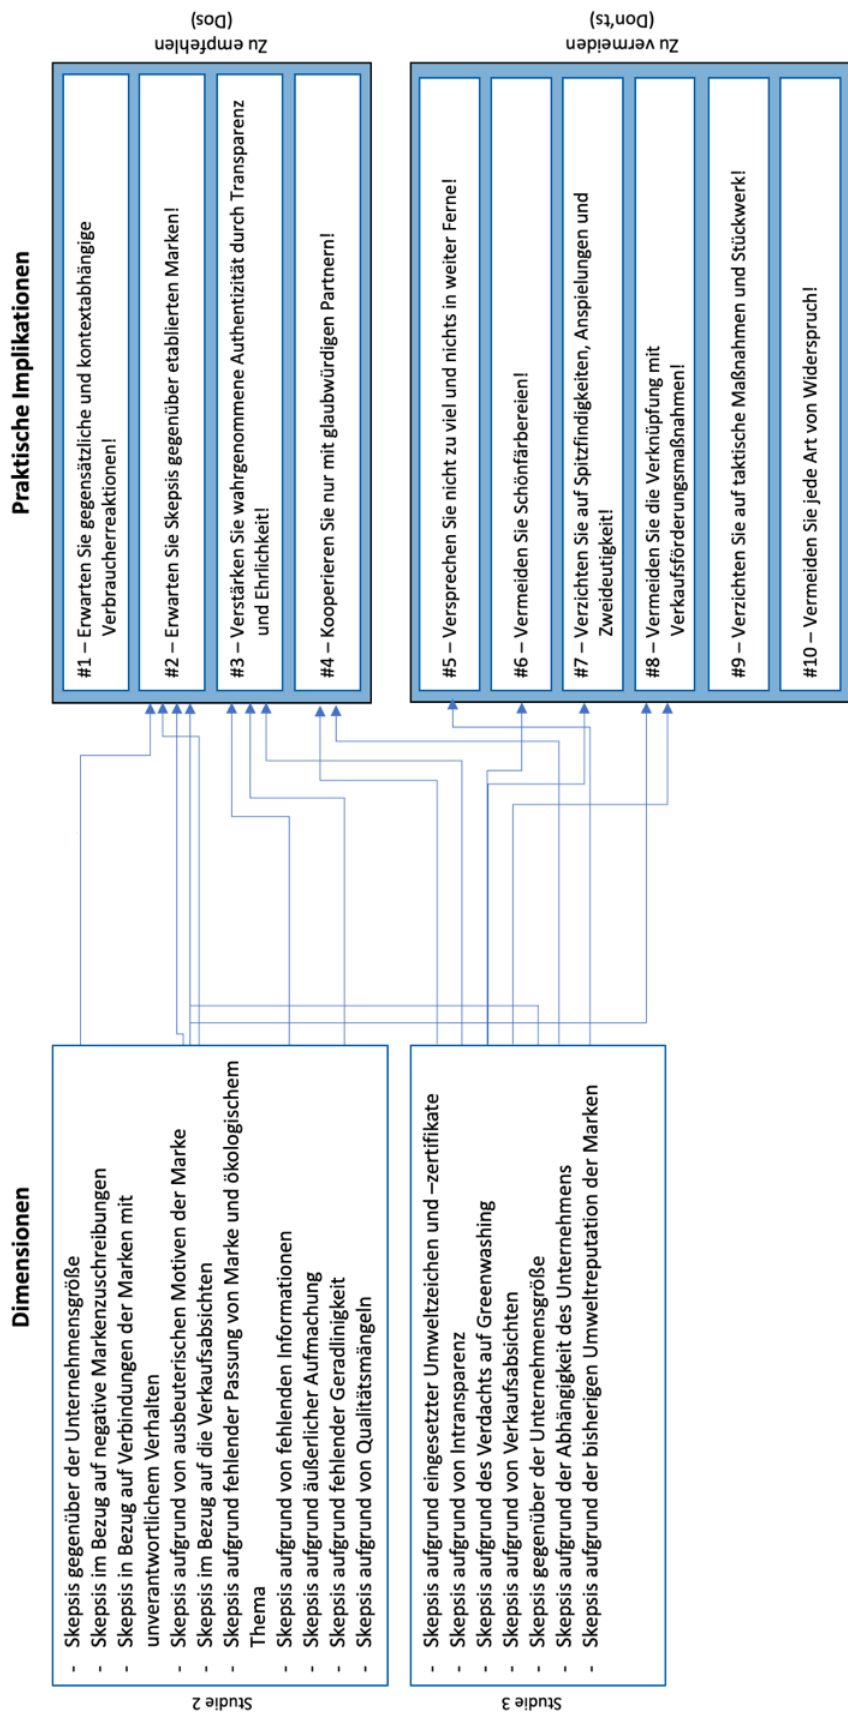 Dimensionen
Studie 2
- Skepsis gegenüber der Unternehmensgröße
- Skepsis im Bezug auf negative Markenzuschreibungen
- Skepsis in Bezug auf Verbindungen der Marken mit
unverantwortlichem Verhalten
- Skepsis aufgrund von ausbeuterischen Motiven der Marke
- Skepsis im Bezug auf die Verkaufsabsichten
- Skepsis aufgrund fehlender Passung von Marke und ökologischem
Thema
- Skepsis aufgrund von fehlenden Informationen
- Skepsis aufgrund äußerlicher Aufmachung
- Skepsis aufgrund fehlender Geradlinigkeit
- Skepsis aufgrund von Qualitätsmängeln
Studie 3
- Skepsis aufgrund eingesetzter Umweltzeichen und –zertifikate
- Skepsis aufgrund von Intransparenz
- Skepsis aufgrund des Verdachts auf Greenwashing
- Skepsis aufgrund von Verkaufsabsichten
- Skepsis gegenüber der Unternehmensgröße
- Skepsis aufgrund der Abhängigkeit des Unternehmens
- Skepsis aufgrund der bisherigen Umweltreputation der Marken
Praktische Implikationen
#1 – Erwarten Sie gegensätzliche und kontextabhängige
Verbraucherreaktionen!
#2 – Erwarten Sie Skepsis gegenüber etablierten Marken!
#3 – Verstärken Sie wahrgenommene Authentizität durch Transparenz
und Ehrlichkeit!
#4 – Kooperieren Sie nur mit glaubwürdigen Partnern!
Zu empfehlen
(Dos)
#5 – Versprechen Sie nicht zu viel und nichts in weiter Ferne!
#6 – Vermeiden Sie Schönfärbereien!
#7 – Verzichten Sie auf Spitzfindigkeiten, Anspielungen und
Zweideutigkeit!
#8 – Vermeiden Sie die Verknüpfung mit
Verkaufsförderungsmaßnahmen!
#9 – Verzichten Sie auf taktische Maßnahmen und Stückwerk!
#10 – Vermeiden Sie jede Art von Widerspruch!
Zu vermeiden
(Don'ts)